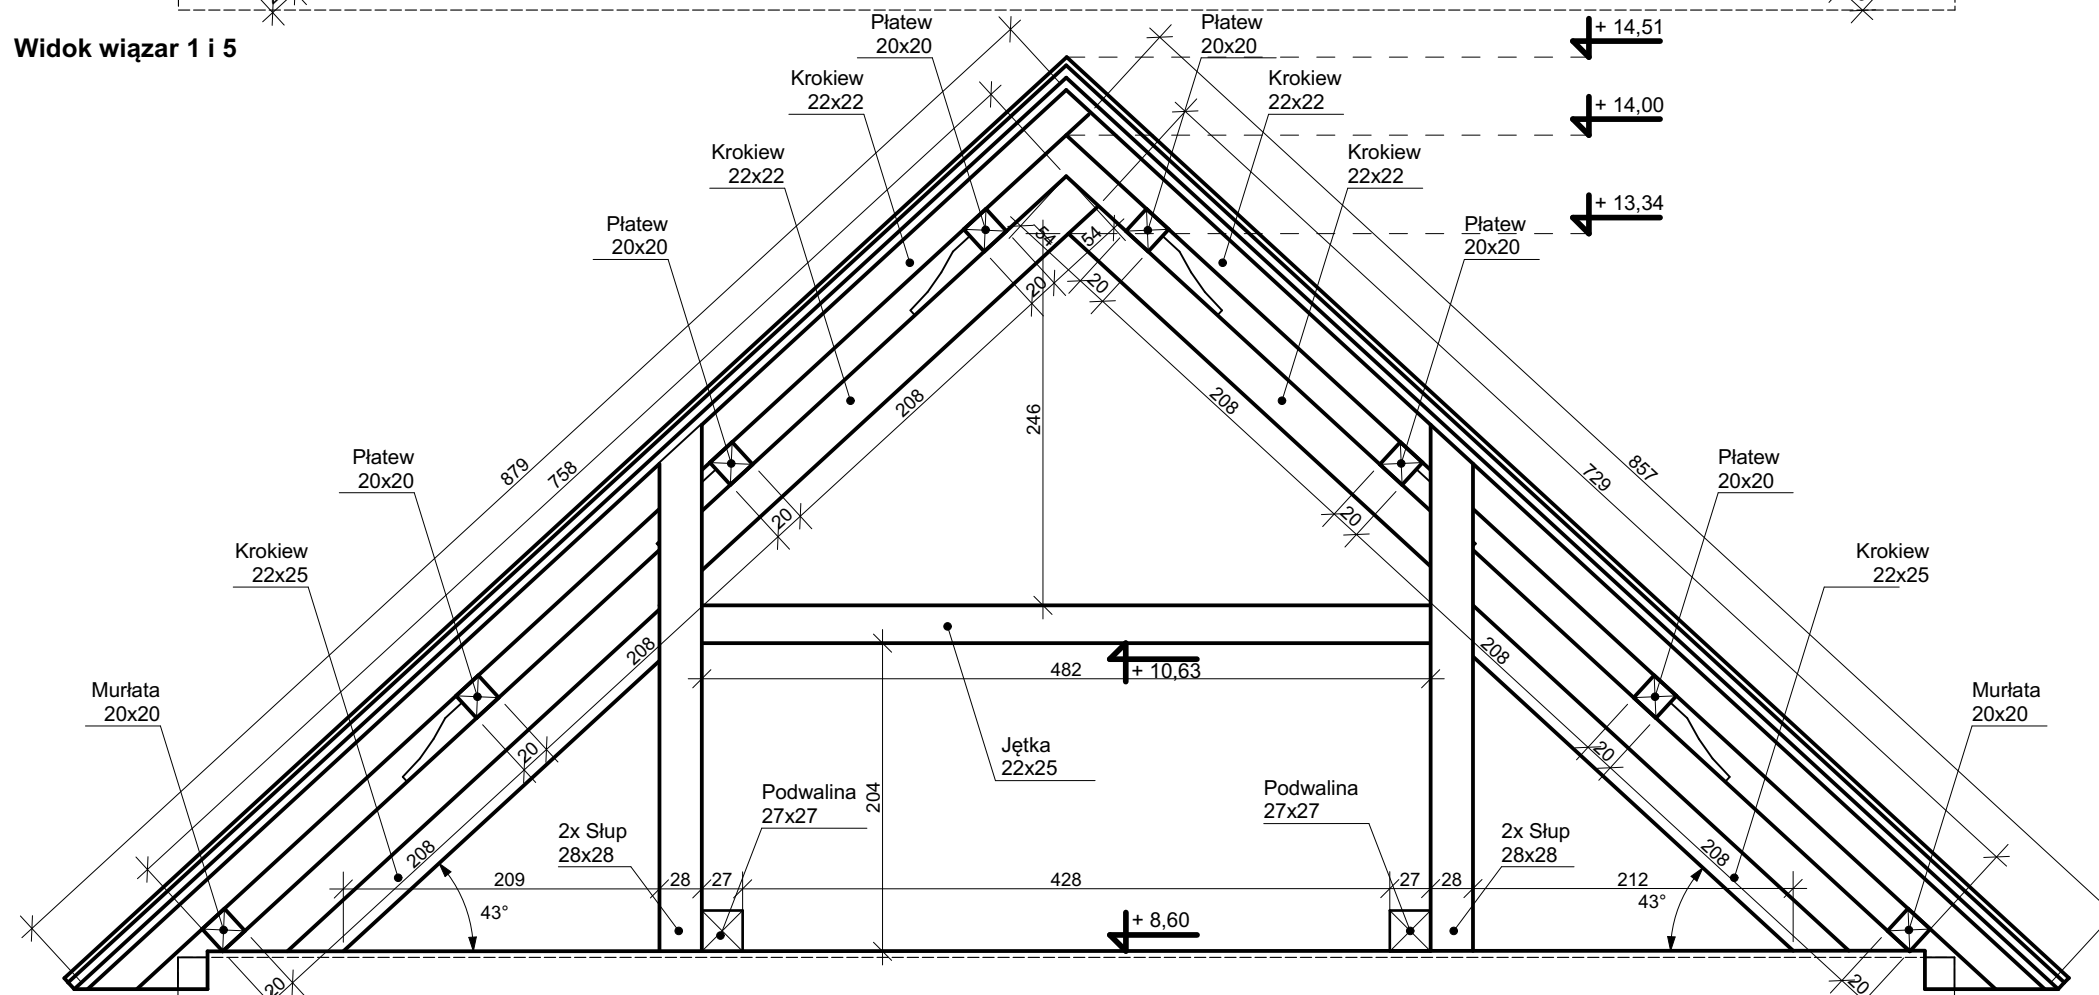 Widok wiązar 1 i 5
Płatew
20x20
Płatew
20x20
+ 14,51
Krokiew
22x22
Krokiew
22x22
+ 14,00
Krokiew
22x22
Krokiew
22x22
+ 13,34
Płatew
20x20
Płatew
20x20
54
54
20
20
208
246
208
879
758
729
857
Płatew
20x20
Płatew
20x20
20
20
Krokiew
22x25
Krokiew
22x25
208
208
482
+ 10,63
Murłata
20x20
Murłata
20x20
20
20
Jętka
22x25
Podwalina
27x27
204
Podwalina
27x27
2x Słup
28x28
2x Słup
28x28
208
208
209
28
27
428
27
28
212
43°
43°
+ 8,60
20
20